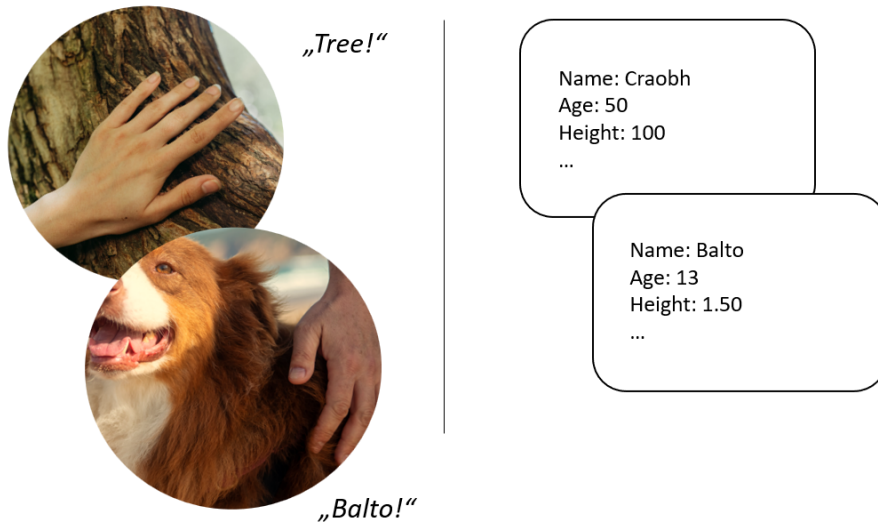 „Tree!“
„Balto!“
Name: Craobh
Age: 50
Height: 100
...
Name: Balto
Age: 13
Height: 1.50
...